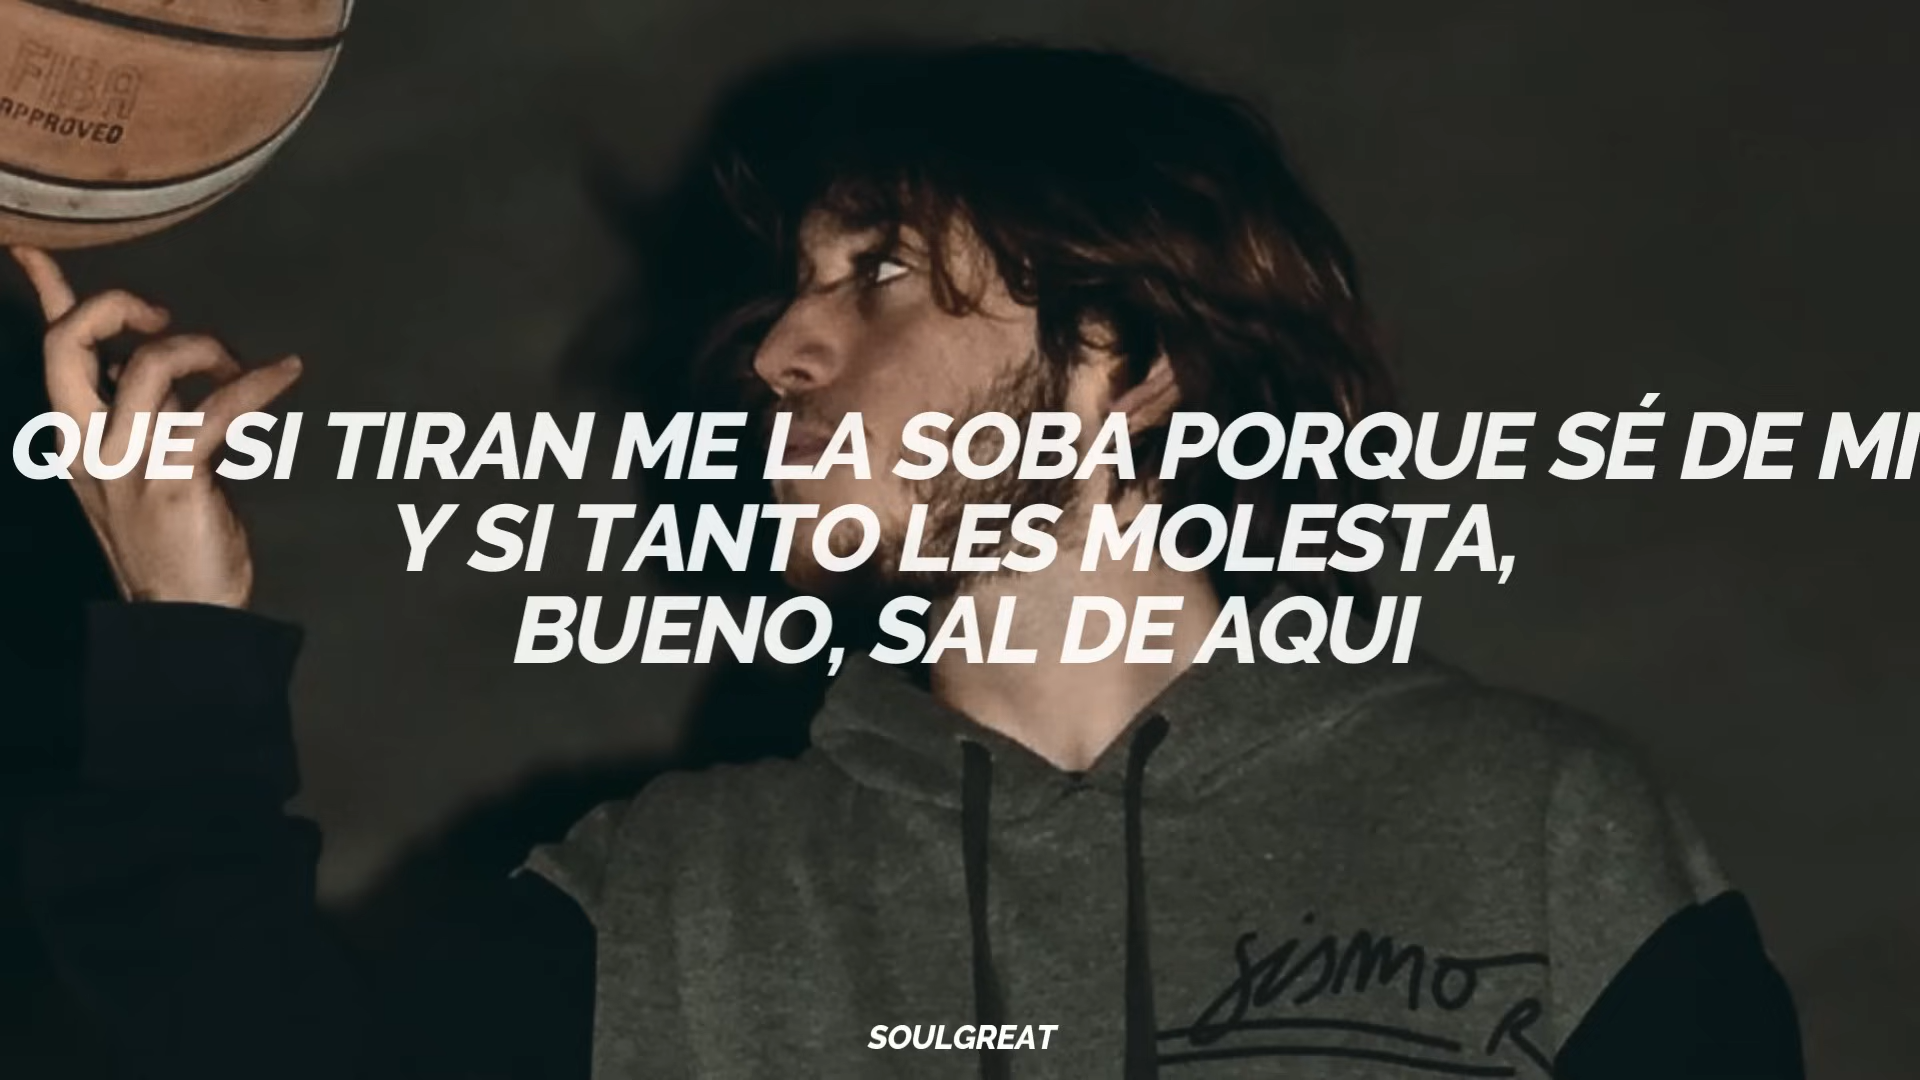 FIBA
APPROVED
QUE SI TIRAN ME LA SOBA PORQUE SÉ DE MI
Y SI TANTO LES MOLESTA,
BUENO, SAL DE AQUI
sismo
R
SOULGREAT